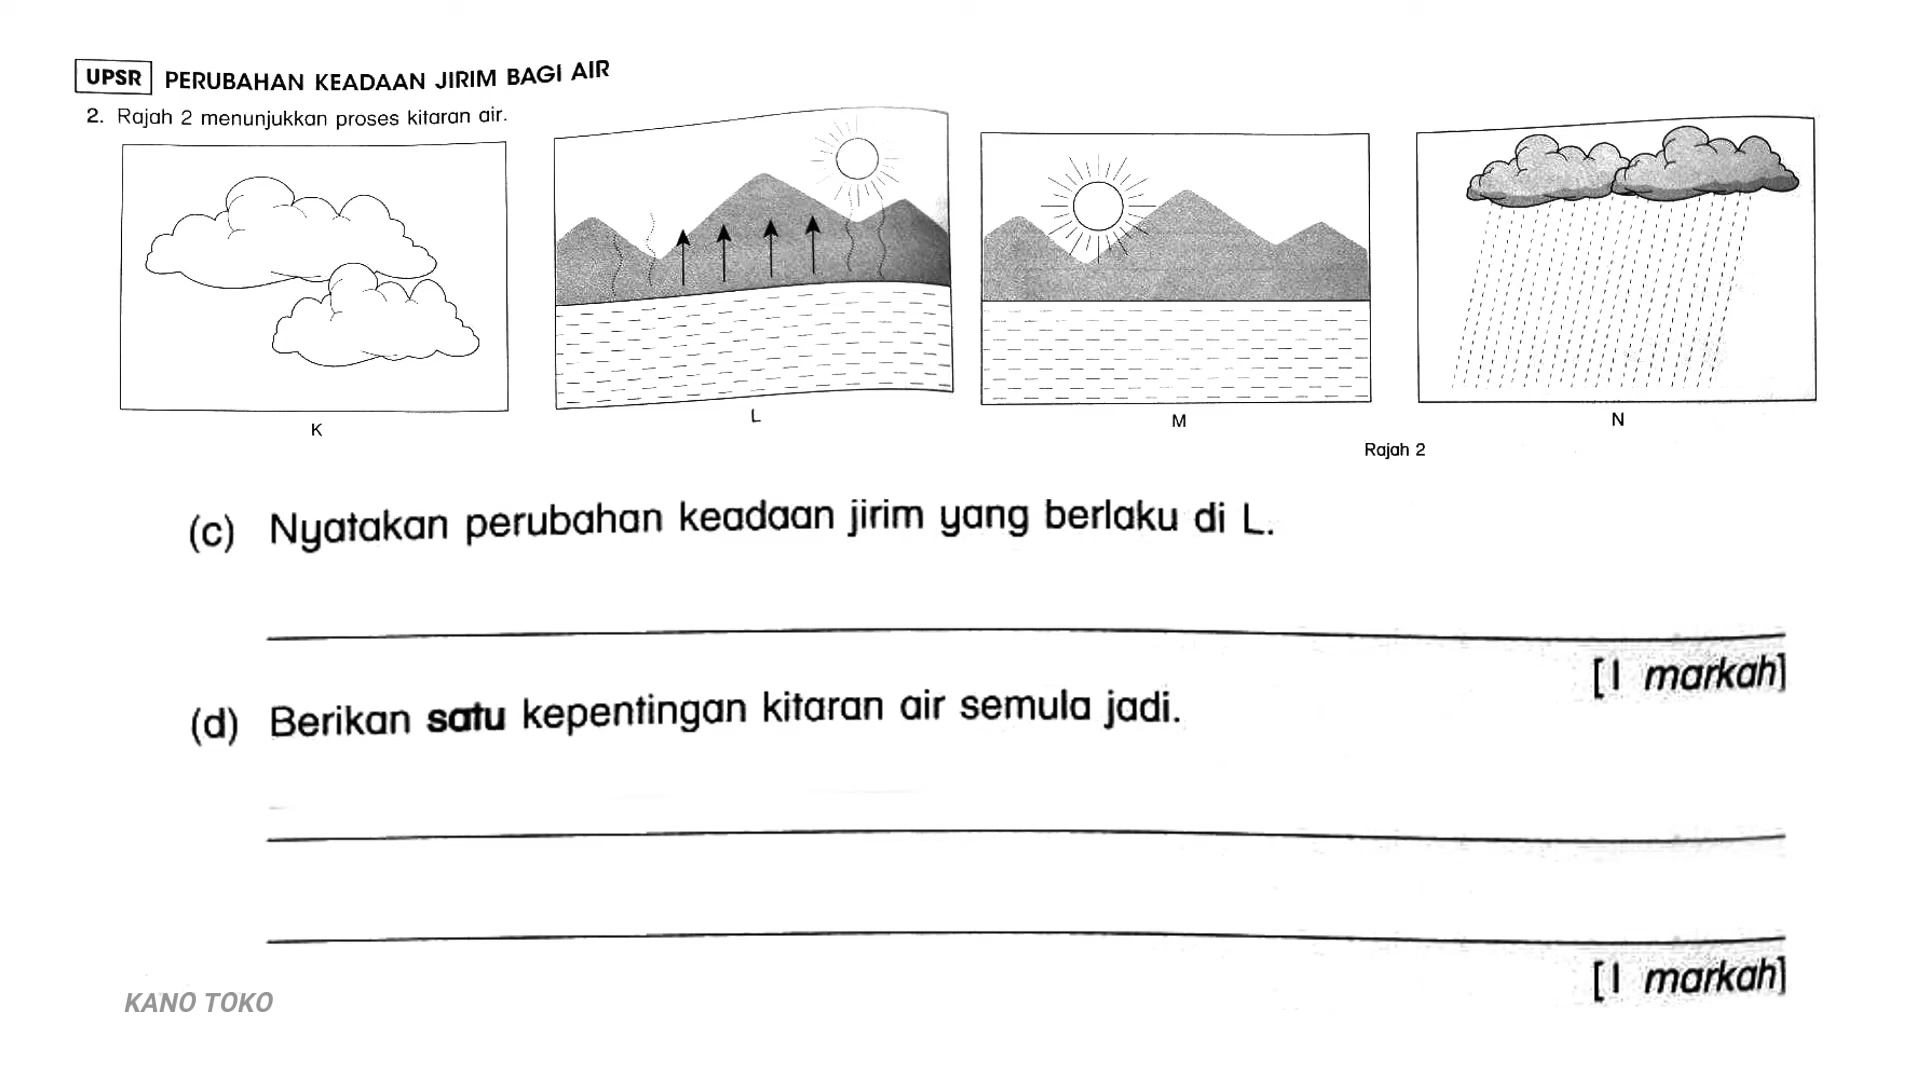 UPSR PERUBAHAN KEADAAN JIRIM BAGI AIR
2. Rajah 2 menunjukkan proses kitaran air.
K
L
M
N
Rajah 2
(c) Nyatakan perubahan keadaan jirim yang berlaku di L.
[1 markah]
(d) Berikan satu kepentingan kitaran air semula jadi.
[1 markah]
KANO TOKO